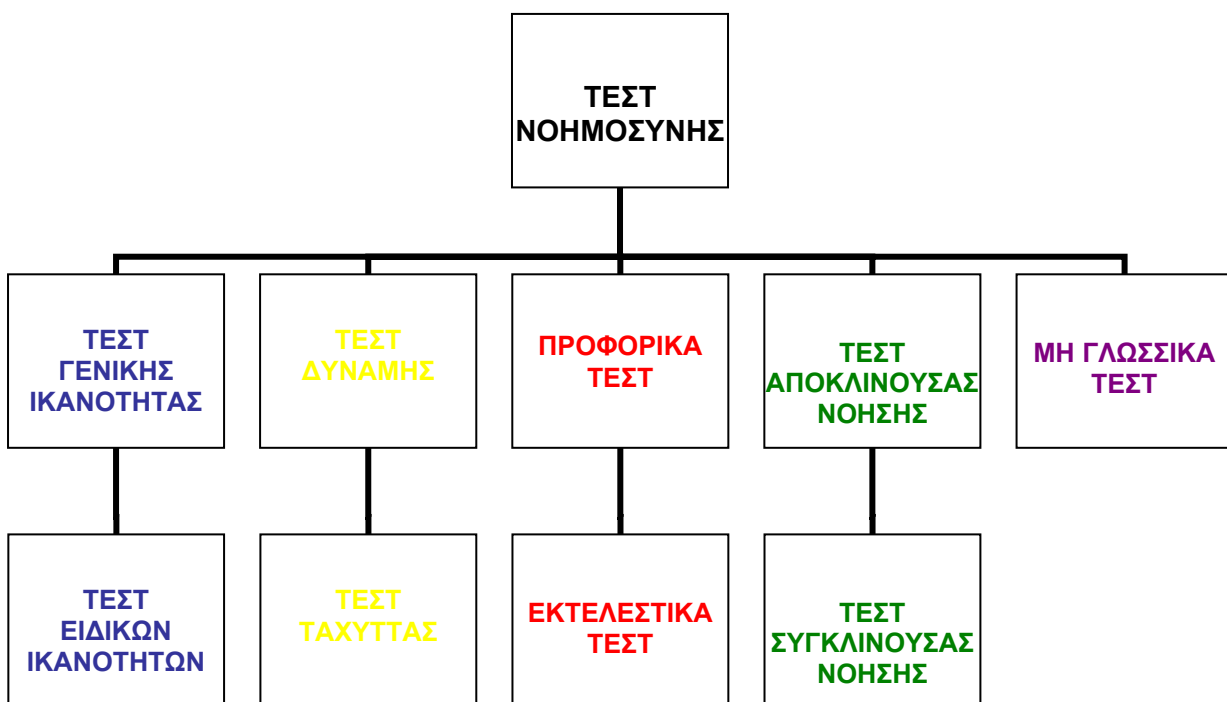 ΤΕΣΤ
ΝΟΗΜΟΣΥΝΗΣ
ΤΕΣΤ
ΓΕΝΙΚΗΣ
ΙΚΑΝΟΤΗΤΑΣ
ΤΕΣΤ
ΔΥΝΑΜΗΣ
ΠΡΟΦΟΡΙΚΑ
ΤΕΣΤ
ΤΕΣΤ
ΑΠΟΚΛΙΝΟΥΣΑΣ
ΝΟΗΣΗΣ
ΜΗ ΓΛΩΣΣΙΚΑ
ΤΕΣΤ
ΤΕΣΤ
ΕΙΔΙΚΩΝ
ΙΚΑΝΟΤΗΤΩΝ
ΤΕΣΤ
ΤΑΧΥΤΤΑΣ
ΕΚΤΕΛΕΣΤΙΚΑ
ΤΕΣΤ
ΤΕΣΤ
ΣΥΓΚΛΙΝΟΥΣΑΣ
ΝΟΗΣΗΣ